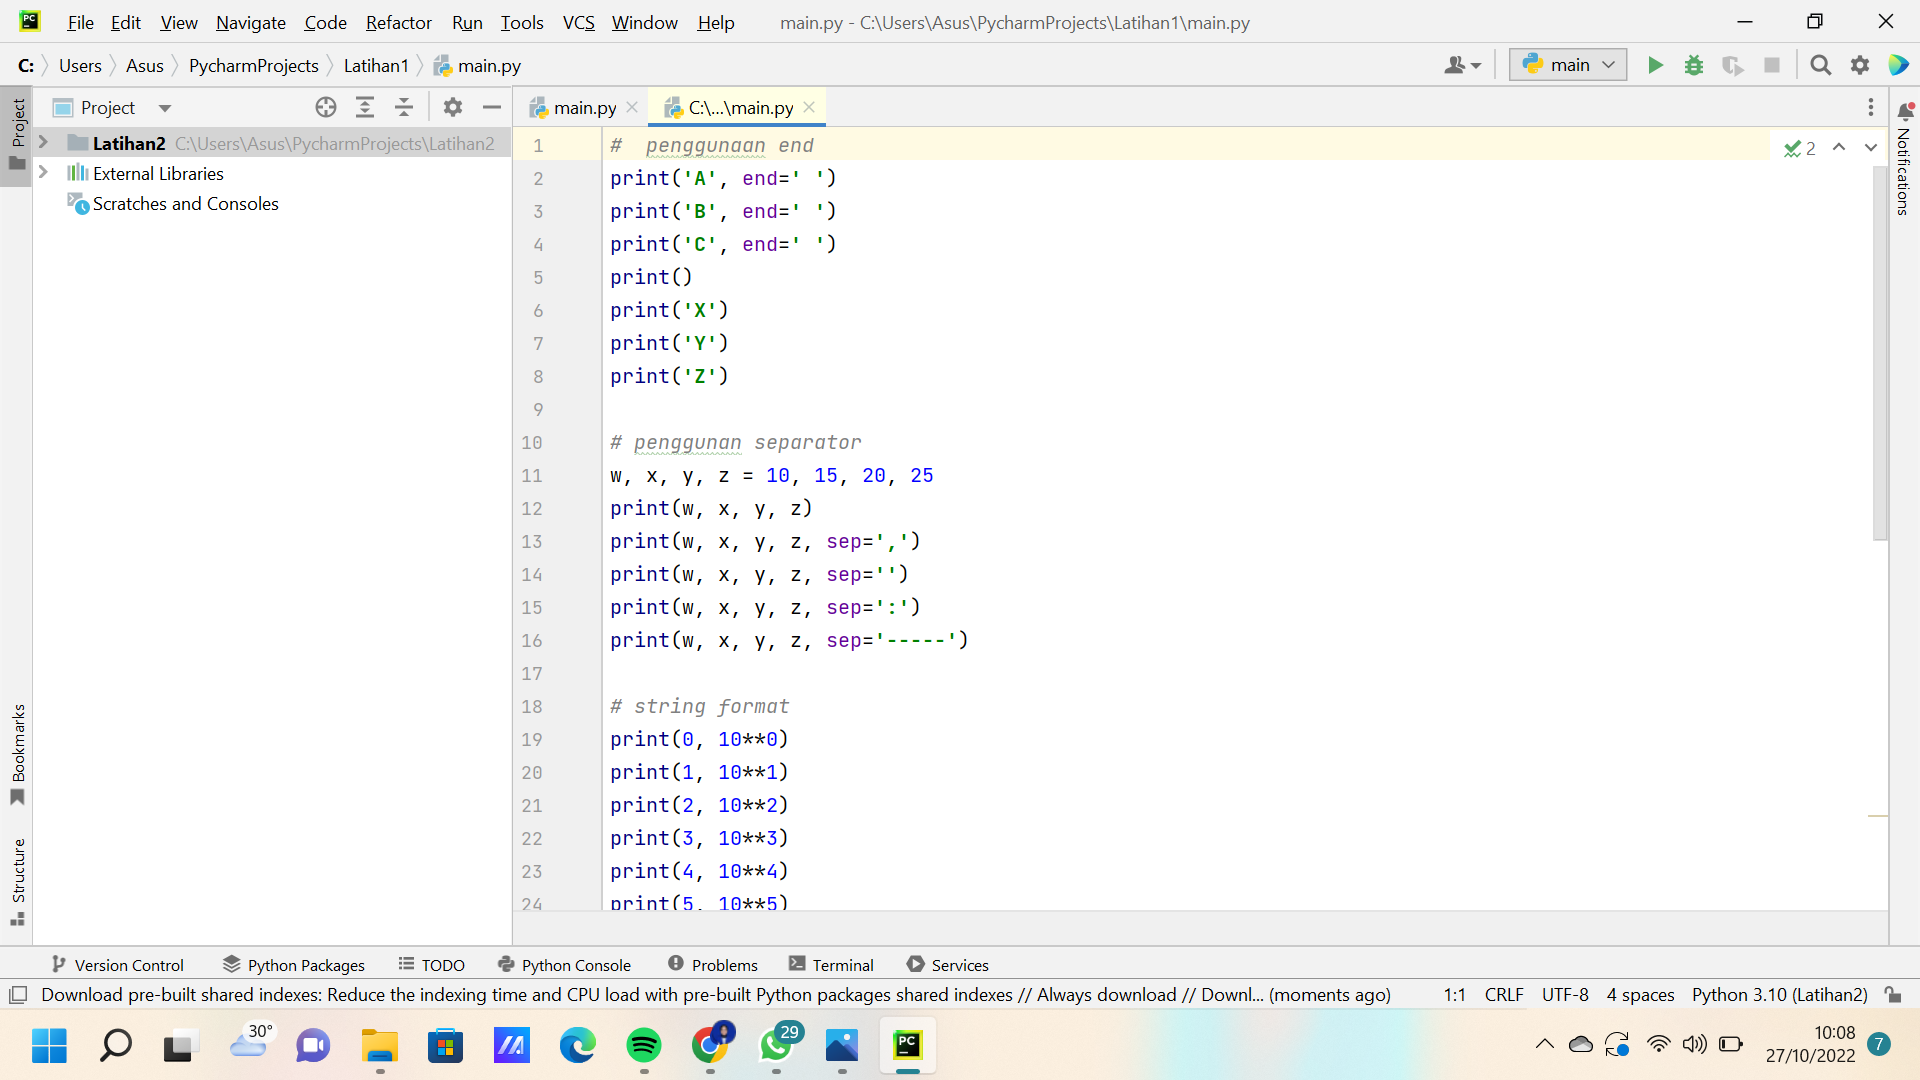 File Edit View Navigate Code Refactor Run Tools VCS Window Help main.py - C:\Users\Asus\PycharmProjects\Latihan1\main.py
C: Users Asus PycharmProjects Latihan1 main.py main
Project
Project
main.py C:\...\main.py
Latihan2 C:\Users\Asus\PycharmProjects\Latihan2
External Libraries
Scratches and Consoles
Bookmarks
Structure
Notifications
2
1 #  penggunaan end
2 print('A', end=' ')
3 print('B', end=' ')
4 print('C', end=' ')
5 print()
6 print('X')
7 print('Y')
8 print('Z')
9
10 # penggunan separator
11 w, x, y, z = 10, 15, 20, 25
12 print(w, x, y, z)
13 print(w, x, y, z, sep=',')
14 print(w, x, y, z, sep='')
15 print(w, x, y, z, sep=':')
16 print(w, x, y, z, sep='-----')
17
18 # string format
19 print(0, 10**0)
20 print(1, 10**1)
21 print(2, 10**2)
22 print(3, 10**3)
23 print(4, 10**4)
24 print(5, 10**5)
Version Control Python Packages TODO Python Console Problems Terminal Services
Download pre-built shared indexes: Reduce the indexing time and CPU load with pre-built Python packages shared indexes // Always download // Downl... (moments ago) 1:1 CRLF UTF-8 4 spaces Python 3.10 (Latihan2)
30° 29 PC 10:08
27/10/2022 7